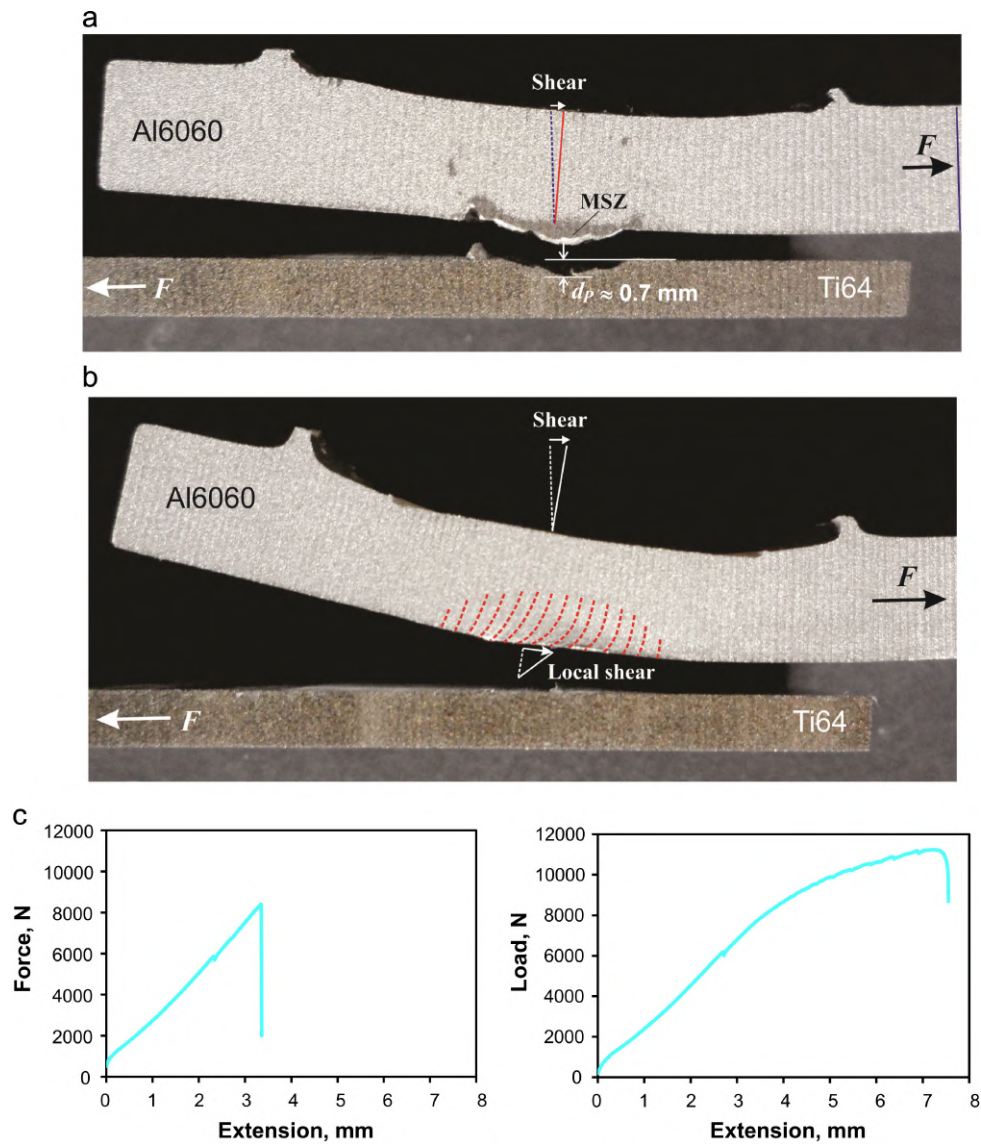 a
Shear
Al6060
F
MSZ
F
dP ≈ 0.7 mm
Ti64
b
Shear
Al6060
F
Local shear
F
Ti64
c
12000
10000
8000
6000
4000
2000
0
Force, N
0 1 2 3 4 5 6 7 8
Extension, mm
12000
10000
8000
6000
4000
2000
0
Load, N
0 1 2 3 4 5 6 7 8
Extension, mm